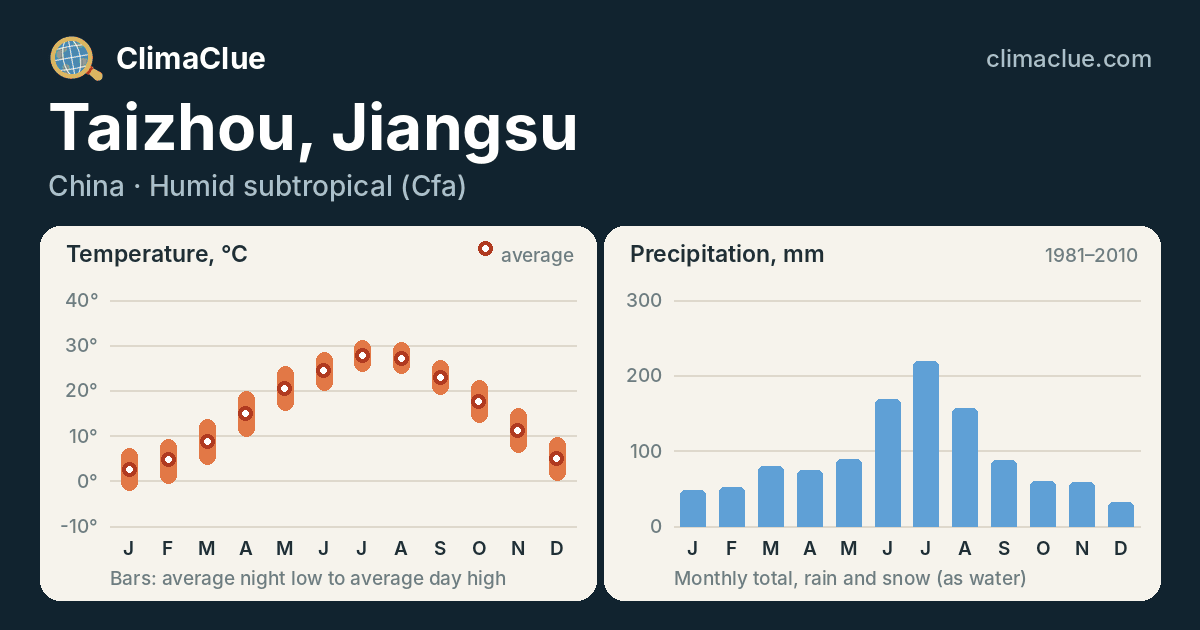 ClimaClue
climaclue.com
Taizhou, Jiangsu
China · Humid subtropical (Cfa)
Temperature, °C
average
40°
30°
20°
10°
0°
-10°
J F M A M J J A S O N D
Bars: average night low to average day high
Precipitation, mm
1981–2010
300
200
100
0
J F M A M J J A S O N D
Monthly total, rain and snow (as water)